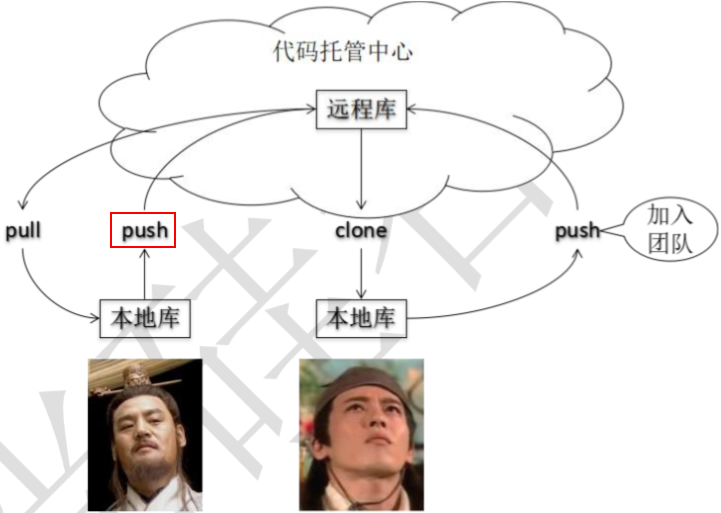 代码托管中心
远程库
pull
push
clone
push
加入
团队
本地库
本地库